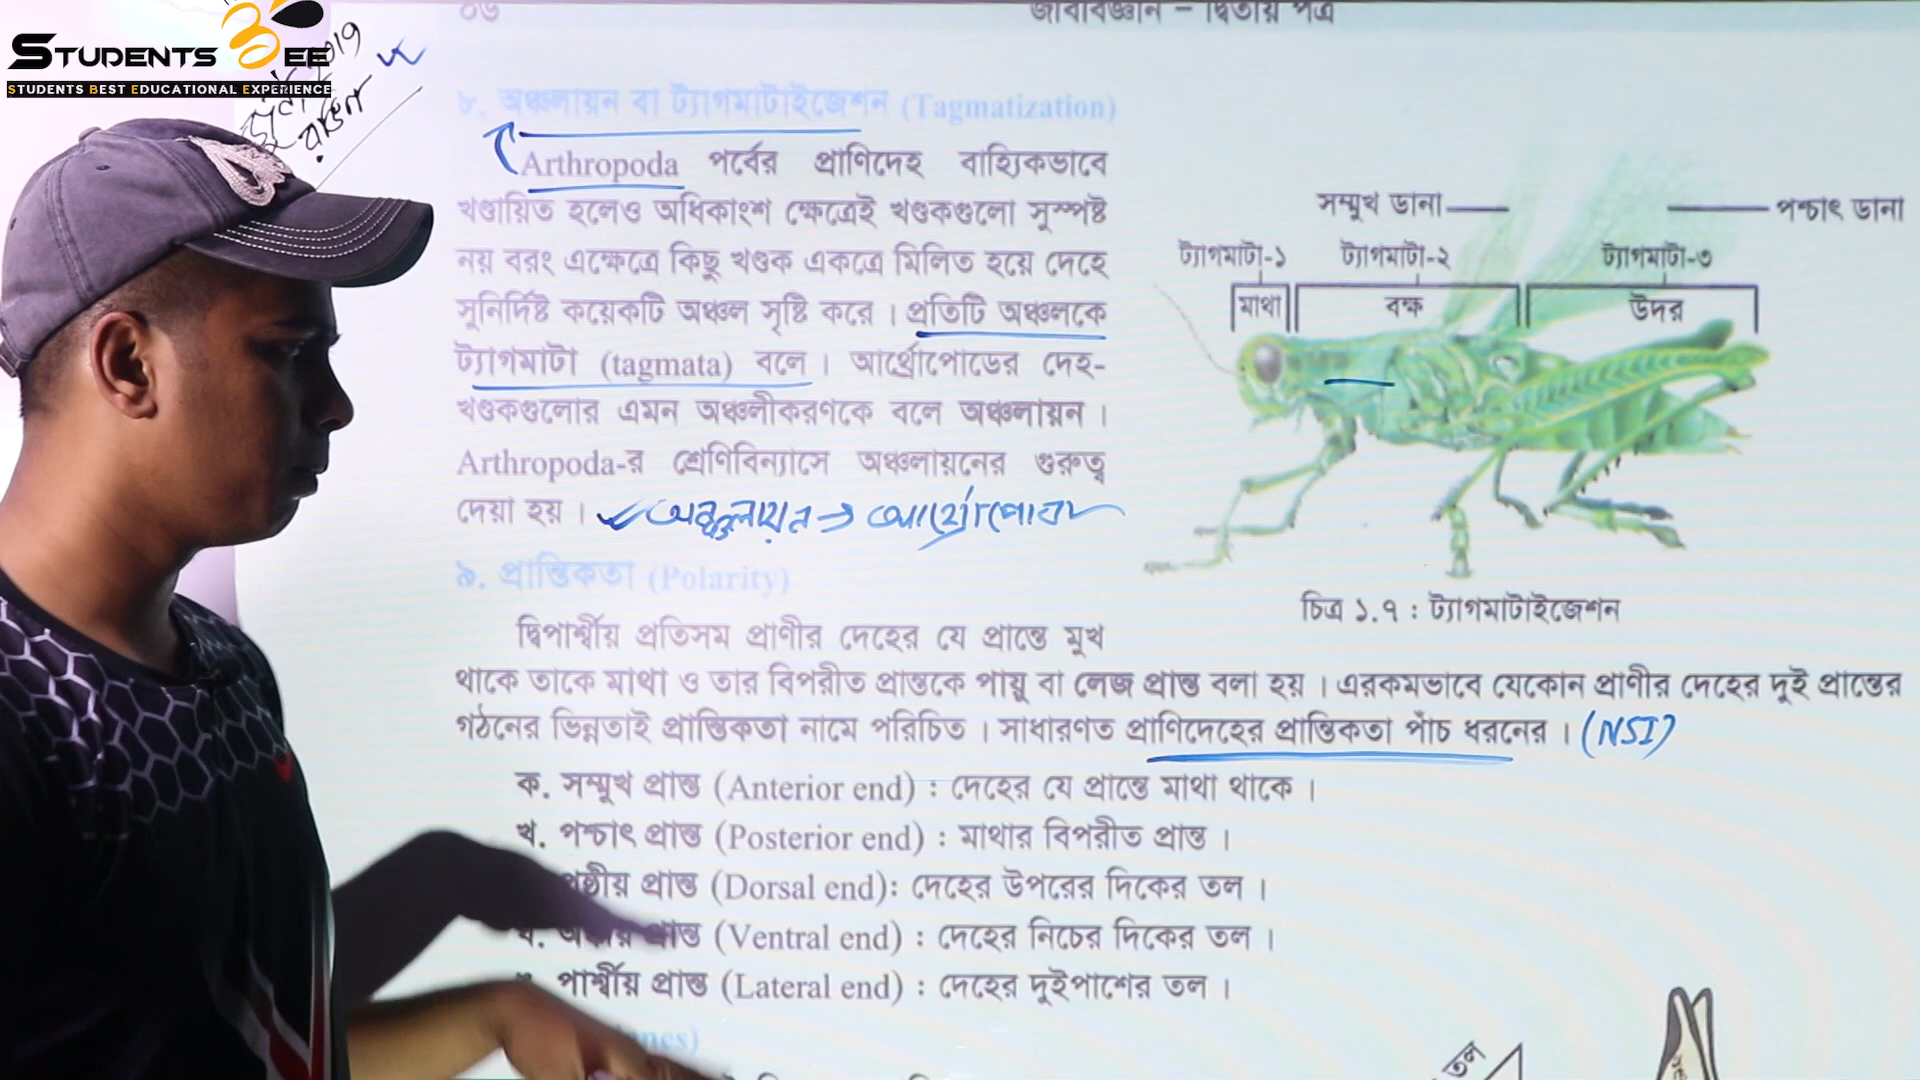 ০৬
জীববিজ্ঞান – দ্বিতীয় পত্র
STUDENTS BEE
STUDENTS BEST EDUCATIONAL EXPERIENCE
৮. অঞ্চলায়ন বা ট্যাগমাটাইজেশন (Tagmatization)
Arthropoda পর্বের প্রাণিদেহ বাহ্যিকভাবে
খণ্ডায়িত হলেও অধিকাংশ ক্ষেত্রেই খণ্ডকগুলো সুস্পষ্ট
নয় বরং এক্ষেত্রে কিছু খণ্ডক একত্রে মিলিত হয়ে দেহে
সুনির্দিষ্ট কয়েকটি অঞ্চল সৃষ্টি করে। প্রতিটি অঞ্চলকে
ট্যাগমাটা (tagmata) বলে। আর্থ্রোপোডের দেহ-
খণ্ডকগুলোর এমন অঞ্চলীকরণকে বলে অঞ্চলায়ন।
Arthropoda-র শ্রেণিবিন্যাসে অঞ্চলায়নের গুরুত্ব
দেয়া হয়। অঞ্চলায়ন → আর্থ্রোপোডা
সম্মুখ ডানা
পশ্চাৎ ডানা
ট্যাগমাটা-১ ট্যাগমাটা-২ ট্যাগমাটা-৩
মাথা বক্ষ উদর
চিত্র ১.৭ : ট্যাগমাটাইজেশন
৯. প্রান্তিকতা (Polarity)
দ্বিপার্শ্বীয় প্রতিসম প্রাণীর দেহের যে প্রান্তে মুখ
থাকে তাকে মাথা ও তার বিপরীত প্রান্তকে পায়ু বা লেজ প্রান্ত বলা হয়। এরকমভাবে যেকোন প্রাণীর দেহের দুই প্রান্তের
গঠনের ভিন্নতাই প্রান্তিকতা নামে পরিচিত। সাধারণত প্রাণিদেহের প্রান্তিকতা পাঁচ ধরনের। (NSI)
ক. সম্মুখ প্রান্ত (Anterior end) : দেহের যে প্রান্তে মাথা থাকে।
খ. পশ্চাৎ প্রান্ত (Posterior end) : মাথার বিপরীত প্রান্ত।
পৃষ্ঠীয় প্রান্ত (Dorsal end): দেহের উপরের দিকের তল।
প্রান্ত (Ventral end) : দেহের নিচের দিকের তল।
পার্শ্বীয় প্রান্ত (Lateral end) : দেহের দুইপাশের তল।
তল